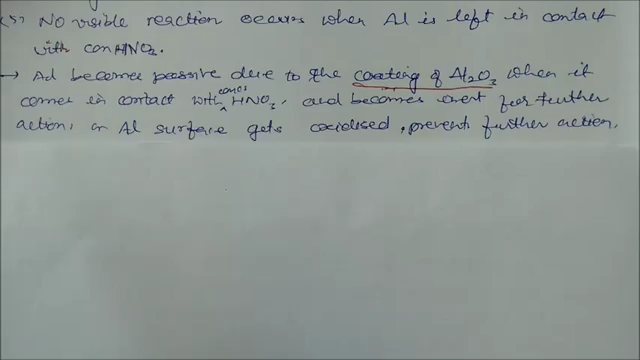 (5) No visible reaction occurs when Al is left in contact
with con HNO3.
→ Al becomes passive due to the coating of Al2O3 when it
comes in contact with conc. HNO3, and becomes inert for further
action, or Al surface gets oxidised, prevent further action.